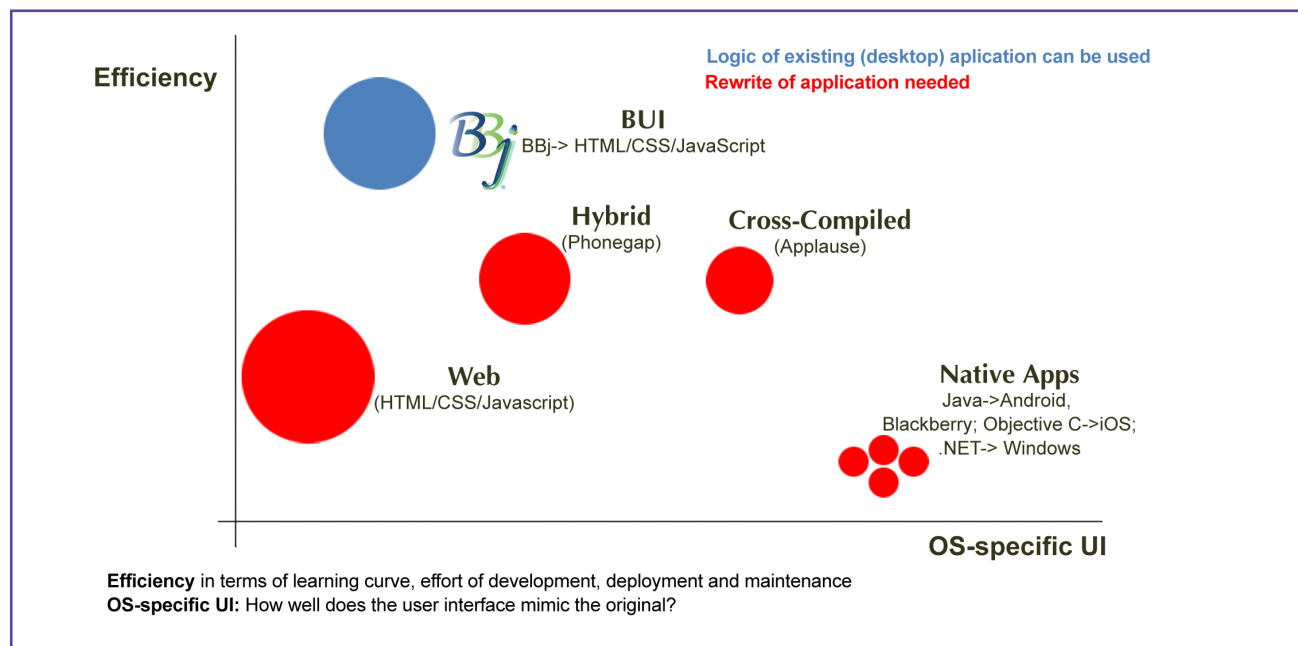 Efficiency
Logic of existing (desktop) aplication can be used
Rewrite of application needed
BBj
BUI
BBj-> HTML/CSS/JavaScript
Hybrid
(Phonegap)
Cross-Compiled
(Applause)
Web
(HTML/CSS/Javascript)
Native Apps
Java->Android,
Blackberry; Objective C->iOS;
.NET-> Windows
OS-specific UI
Efficiency in terms of learning curve, effort of development, deployment and maintenance
OS-specific UI: How well does the user interface mimic the original?